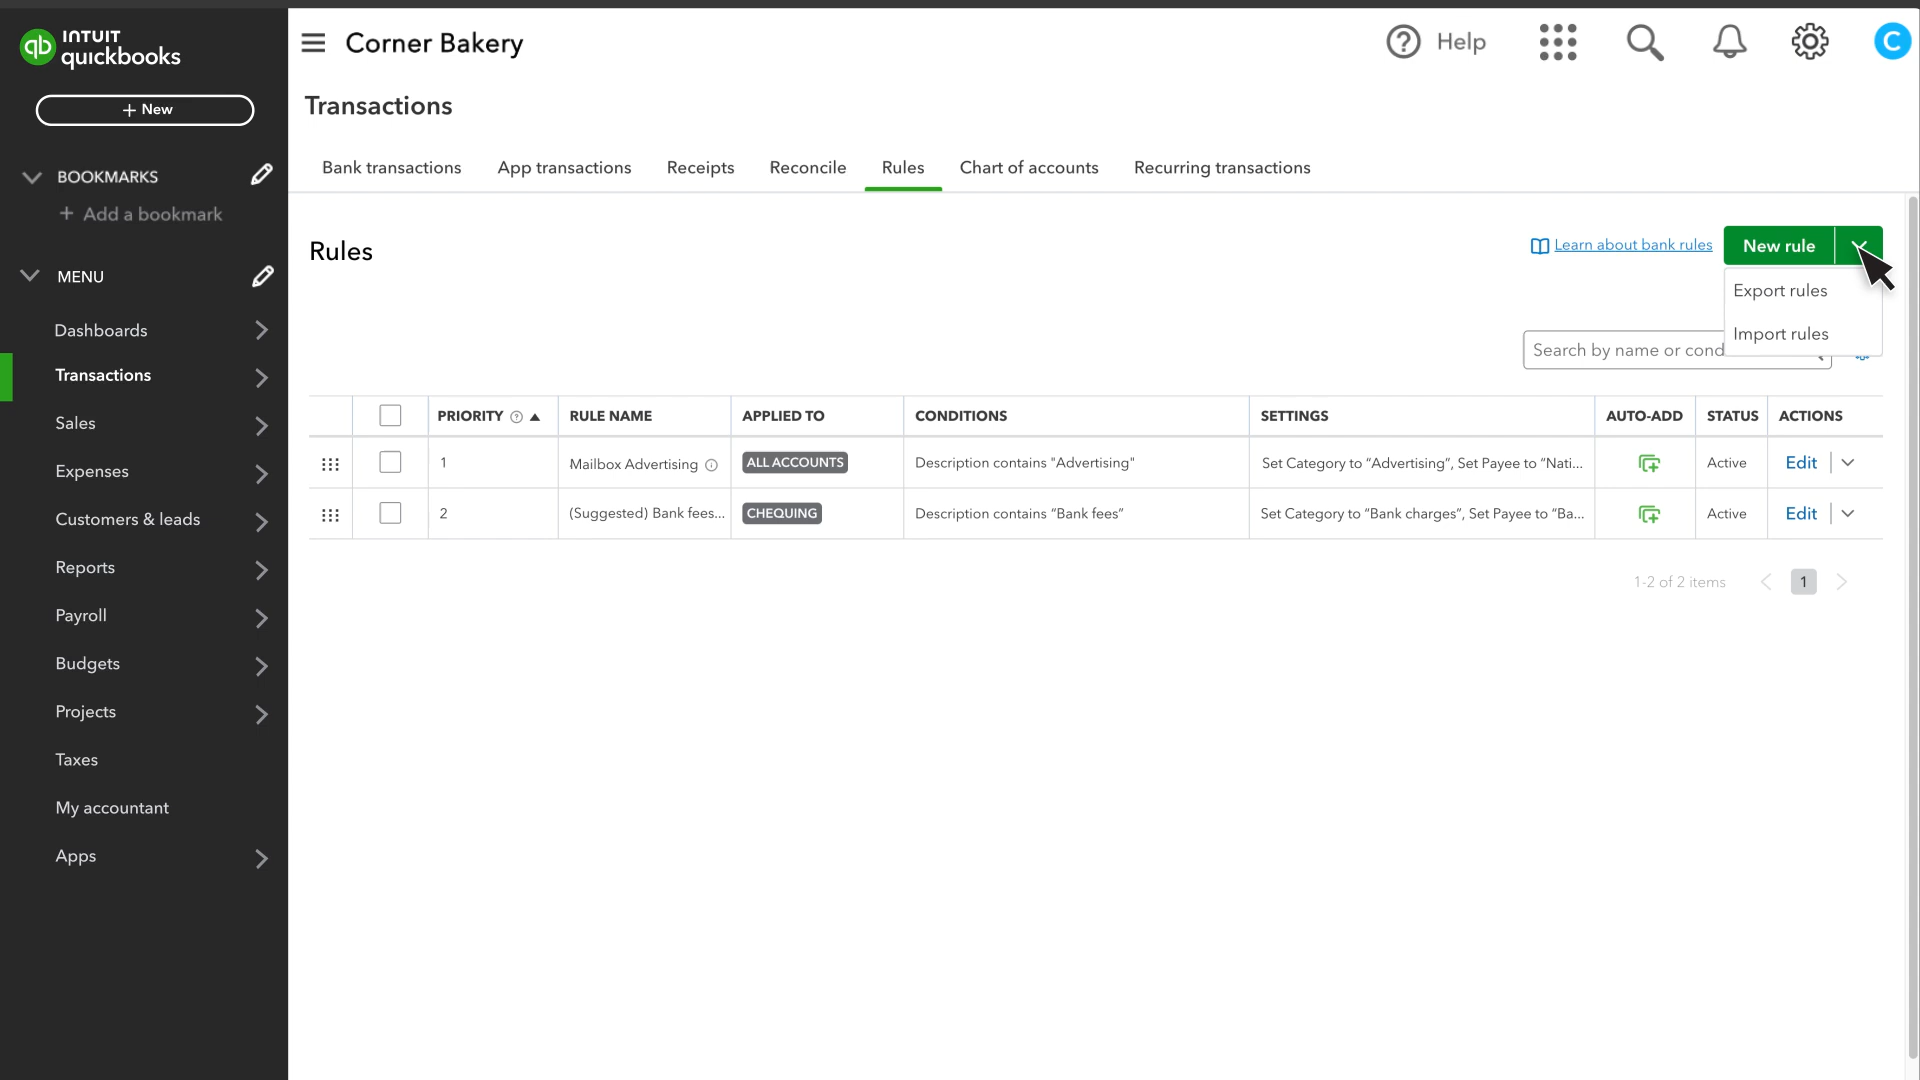 INTUIT
quickbooks
+ New
BOOKMARKS
+ Add a bookmark
MENU
Dashboards
Transactions
Sales
Expenses
Customers & leads
Reports
Payroll
Budgets
Projects
Taxes
My accountant
Apps
Corner Bakery
Help
C
Transactions
Bank transactions App transactions Receipts Reconcile Rules Chart of accounts Recurring transactions
Rules
Learn about bank rules
New rule
Export rules
Import rules
Search by name or cond
PRIORITY RULE NAME APPLIED TO CONDITIONS SETTINGS AUTO-ADD STATUS ACTIONS
1 Mailbox Advertising ALL ACCOUNTS Description contains "Advertising" Set Category to “Advertising”, Set Payee to “Nati... Active Edit
2 (Suggested) Bank fees... CHEQUING Description contains “Bank fees” Set Category to “Bank charges”, Set Payee to “Ba... Active Edit
1-2 of 2 items 1